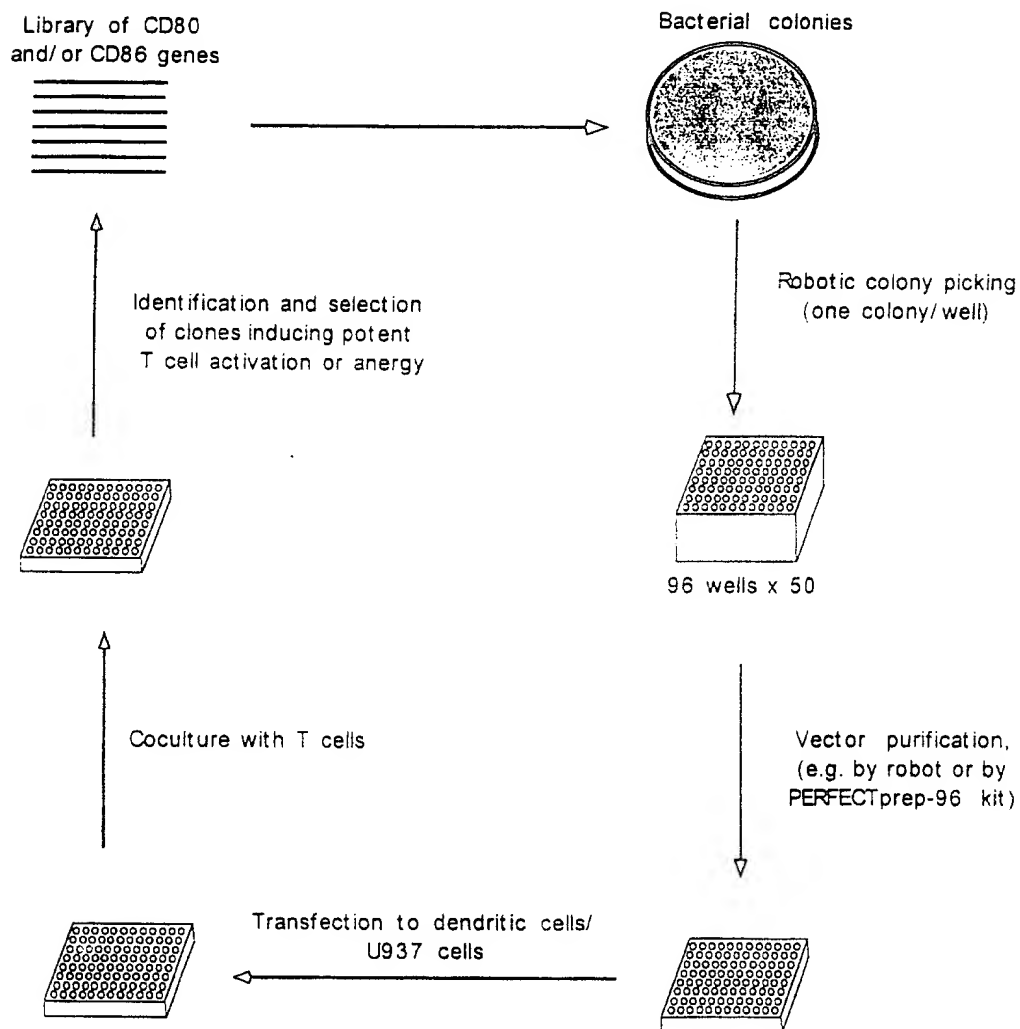 Library of CD80
and/or CD86 genes
Bacterial colonies
Robotic colony picking
(one colony/well)
Identification and selection
of clones inducing potent
T cell activation or anergy
96 wells x 50
Coculture with T cells
Vector purification,
(e.g. by robot or by
PERFECTprep-96 kit)
Transfection to dendritic cells/
U937 cells